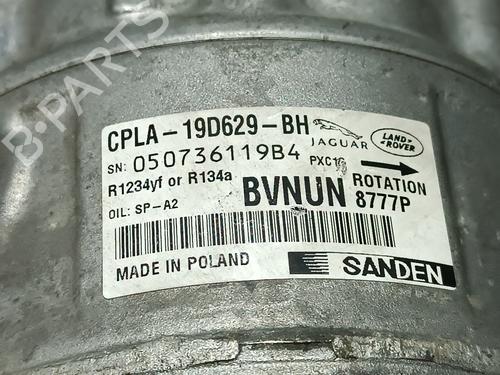 CPLA-19D629-BH
JAGUAR
LAND ROVER
SN: 050736119B4
PXC16
R1234yf or R134a
BVNUN
ROTATION
OIL: SP-A2
8777P
MADE IN POLAND
SANDEN
B-PARTS